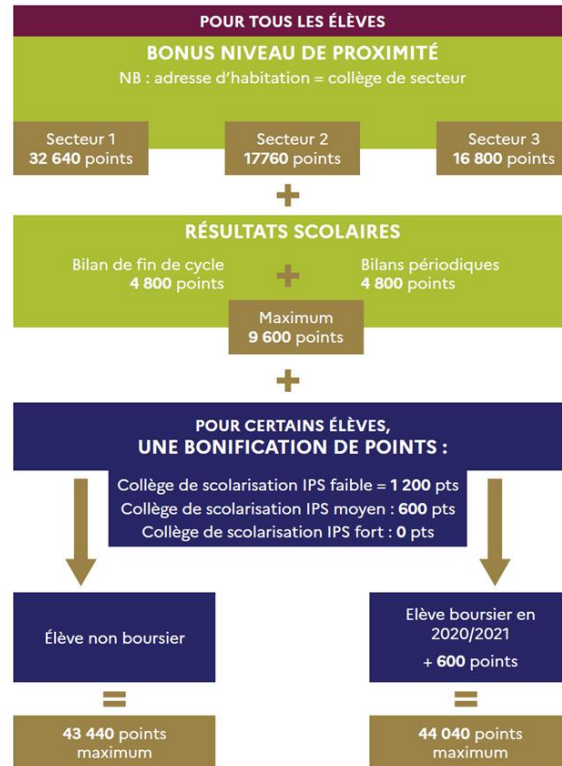 POUR TOUS LES ÉLÈVES
BONUS NIVEAU DE PROXIMITÉ
NB : adresse d'habitation = collège de secteur
Secteur 1
32 640 points
Secteur 2
17760 points
Secteur 3
16 800 points
+
RÉSULTATS SCOLAIRES
Bilan de fin de cycle
4 800 points
+
Bilans périodiques
4 800 points
Maximum
9 600 points
+
POUR CERTAINS ÉLÈVES,
UNE BONIFICATION DE POINTS :
Collège de scolarisation IPS faible = 1 200 pts
Collège de scolarisation IPS moyen : 600 pts
Collège de scolarisation IPS fort : 0 pts
Élève non boursier
=
43 440 points
maximum
Elève boursier en
2020/2021
+ 600 points
=
44 040 points
maximum